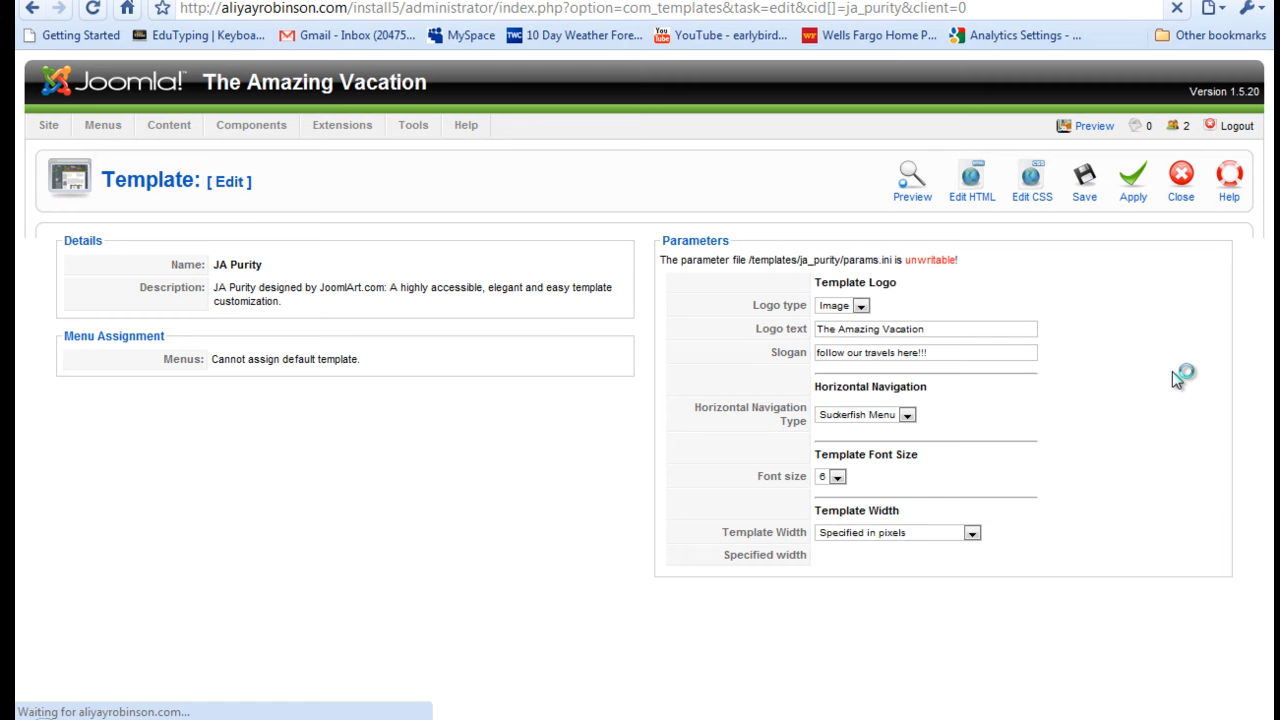 http://aliyayrobinson.com/install5/administrator/index.php?option=com_templates&task=edit&cid[]=ja_purity&client=0
Getting Started EduTyping | Keyboa... Gmail - Inbox (20475... MySpace TWC 10 Day Weather Fore... YouTube - earlybird... WF Wells Fargo Home P... Analytics Settings - ... Other bookmarks
Joomla! The Amazing Vacation
Version 1.5.20
Site Menus Content Components Extensions Tools Help Preview 0 2 Logout
Template: [ Edit ]
Preview Edit HTML Edit CSS Save Apply Close Help
Details
Name: JA Purity
Description: JA Purity designed by JoomlArt.com: A highly accessible, elegant and easy template
customization.
Menu Assignment
Menus: Cannot assign default template.
Parameters
The parameter file /templates/ja_purity/params.ini is unwritable!
Template Logo
Logo type Image
Logo text The Amazing Vacation
Slogan follow our travels here!!!
Horizontal Navigation
Horizontal Navigation
Type Suckerfish Menu
Template Font Size
Font size 6
Template Width
Template Width Specified in pixels
Specified width
Waiting for aliyayrobinson.com...